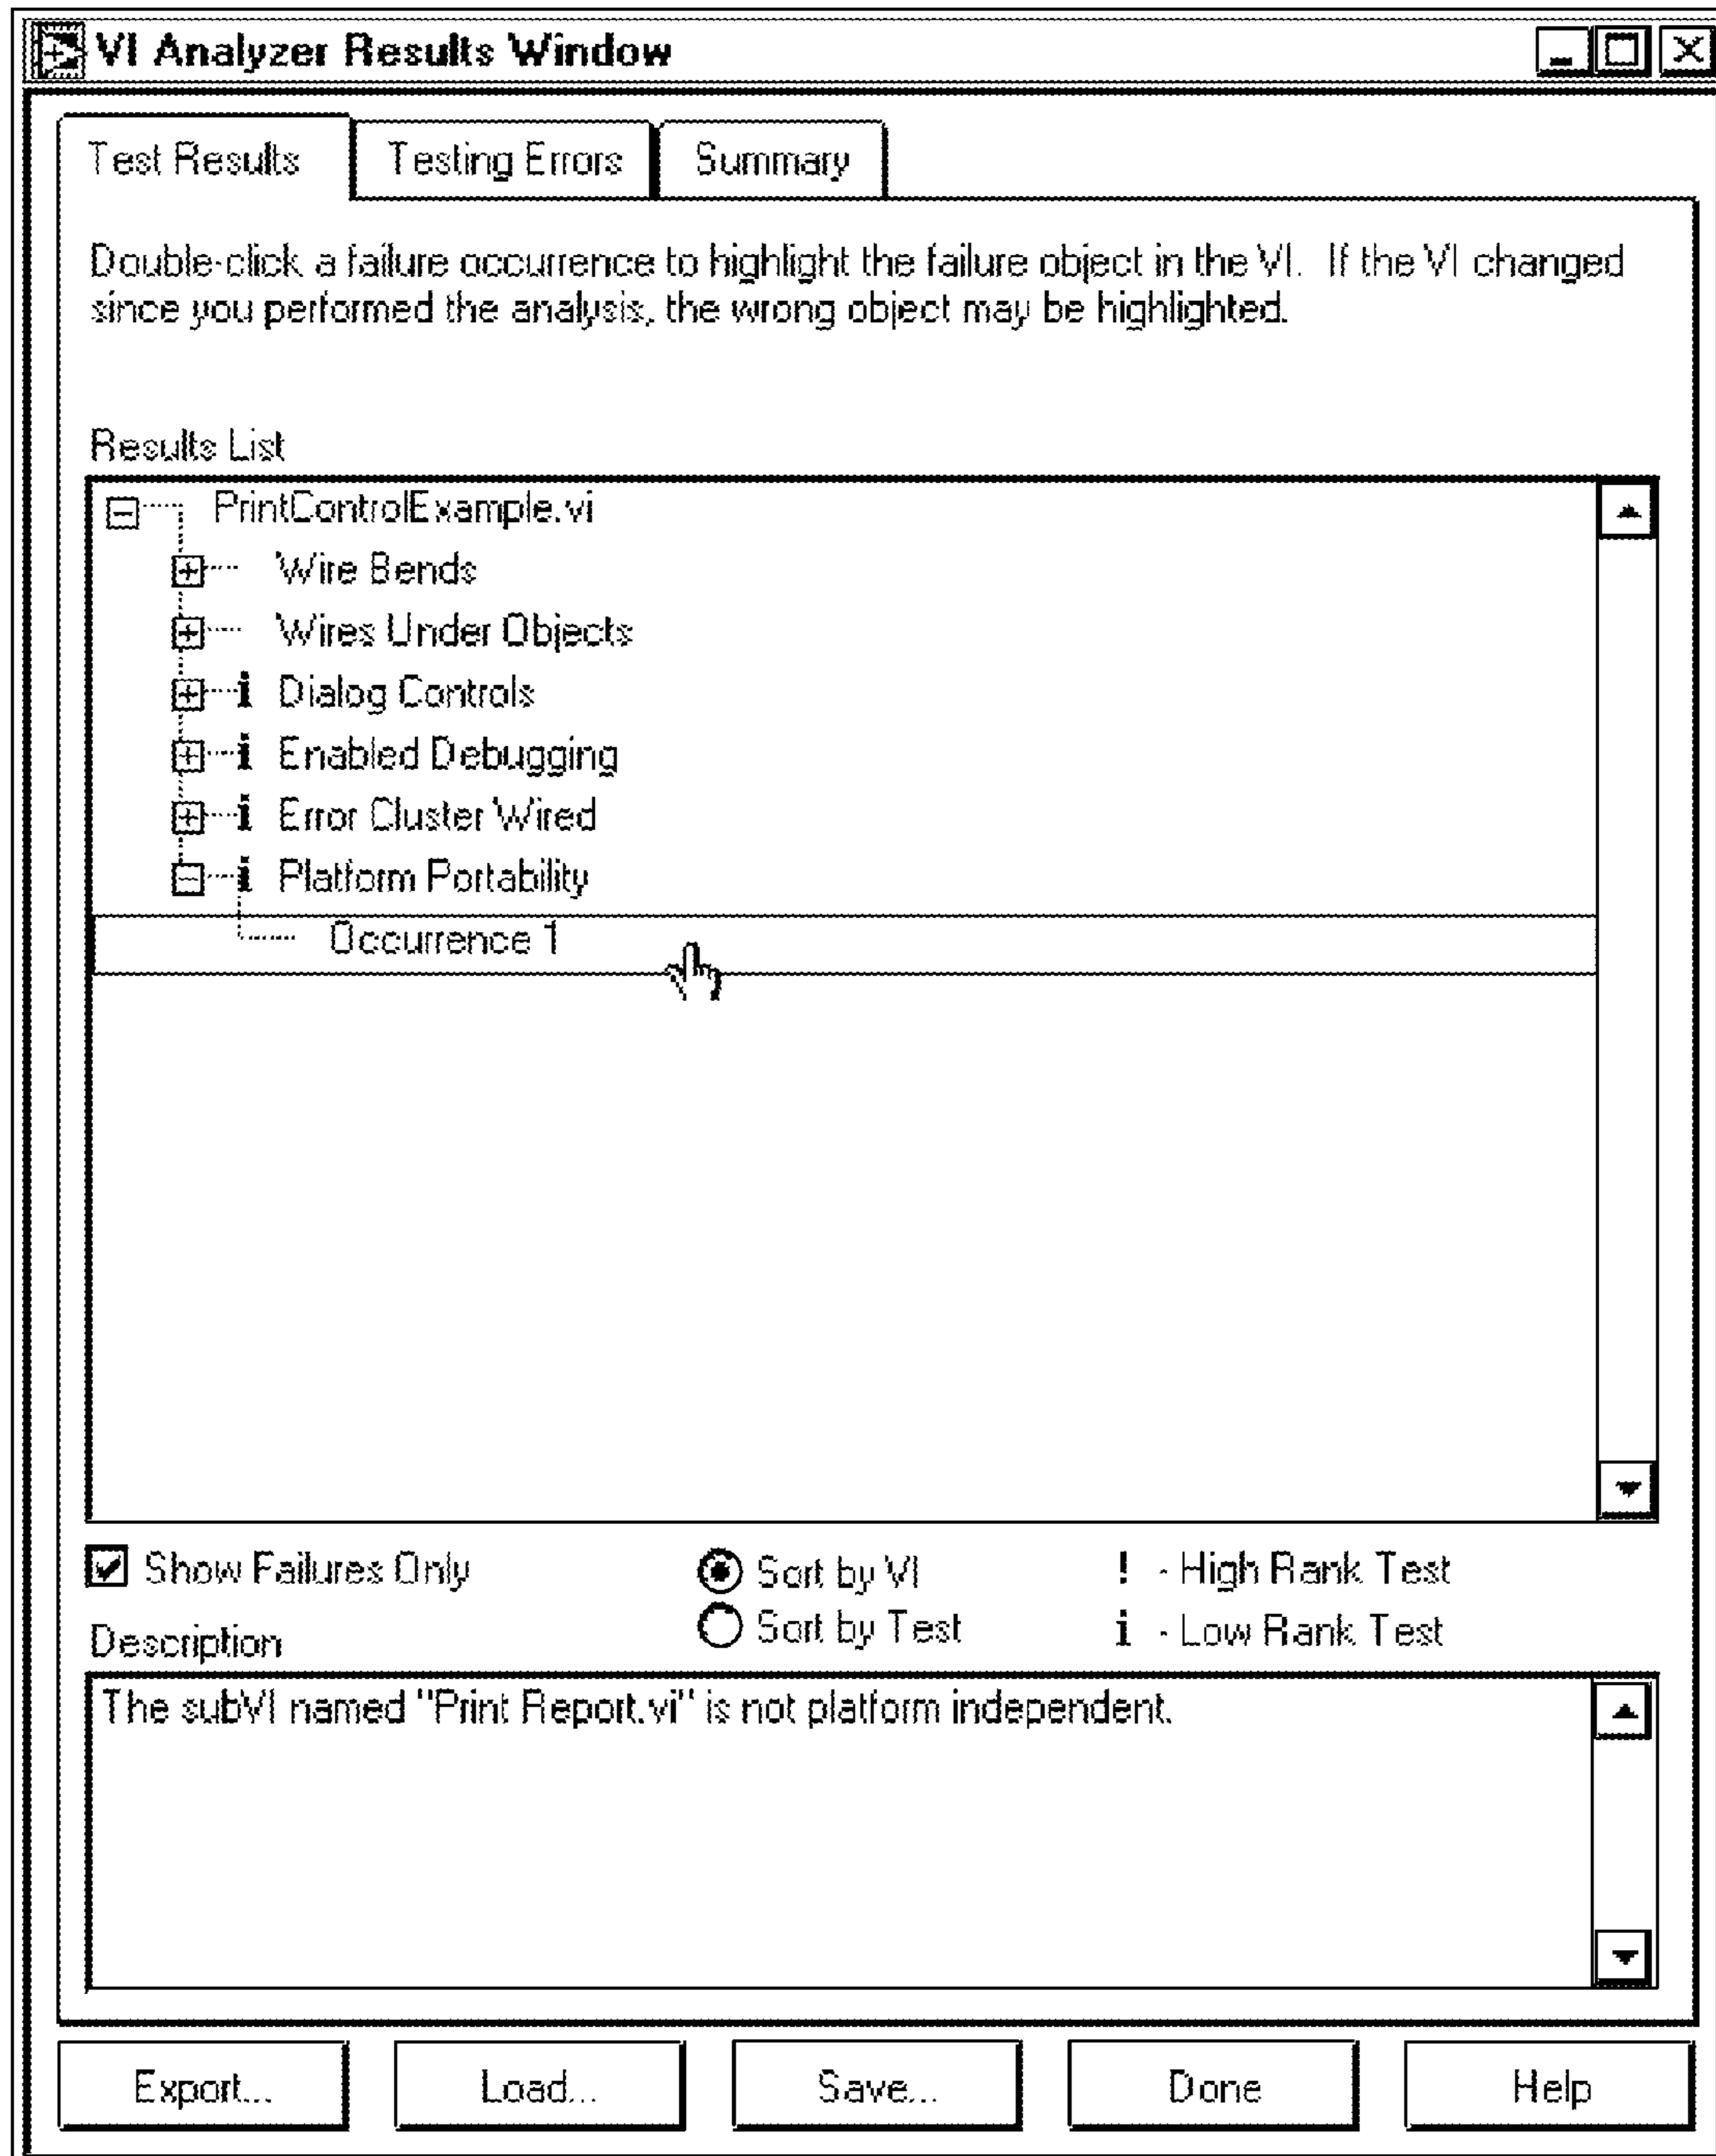 VI Analyzer Results Window
Test Results Testing Errors Summary
Double-click a failure occurrence to highlight the failure object in the VI. If the VI changed
since you performed the analysis, the wrong object may be highlighted.
Results List
PrintControlExample.vi
Wire Bends
Wires Under Objects
i Dialog Controls
i Enabled Debugging
i Error Cluster Wired
i Platform Portability
Occurrence 1
Show Failures Only Sort by VI ! - High Rank Test
Description Sort by Test i - Low Rank Test
The subVI named "Print Report.vi" is not platform independent.
Export... Load... Save... Done Help